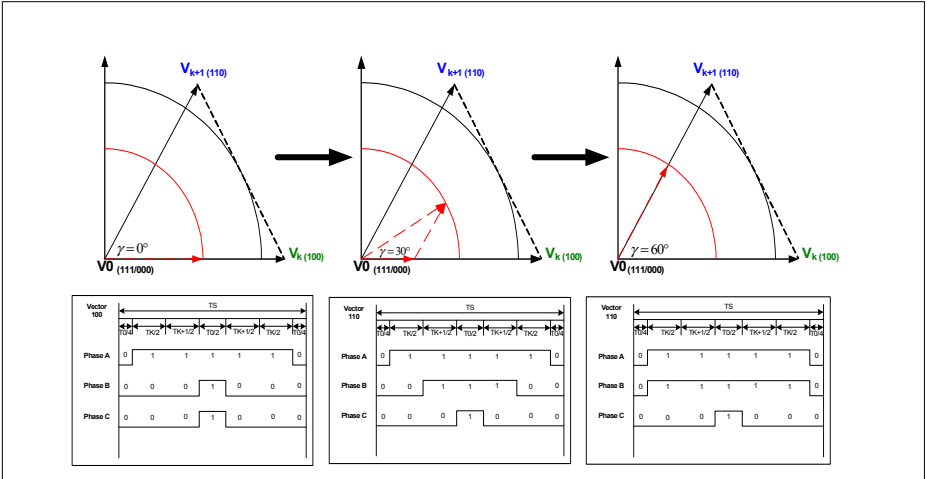 V k+1 (110)
V k+1 (110)
V k+1 (110)
γ = 0°
γ = 30°
γ = 60°
V k (100)
V k (100)
V k (100)
V0 (111/000)
V0 (111/000)
V0 (111/000)
Vector 100
TS
T0/4 TK/2 TK+1/2 T0/2 TK+1/2 TK/2 T0/4
Phase A 0 1 1 1 1 1 0
Phase B 0 0 0 1 0 0 0
Phase C 0 0 0 1 0 0 0
Vector 110
TS
T0/4 TK/2 TK+1/2 T0/2 TK+1/2 TK/2 T0/4
Phase A 0 1 1 1 1 1 0
Phase B 0 0 1 1 1 0 0
Phase C 0 0 0 1 0 0 0
Vector 110
TS
T0/4 TK/2 TK+1/2 T0/2 TK+1/2 TK/2 T0/4
Phase A 0 1 1 1 1 1 0
Phase B 0 1 1 1 1 1 0
Phase C 0 0 0 1 0 0 0